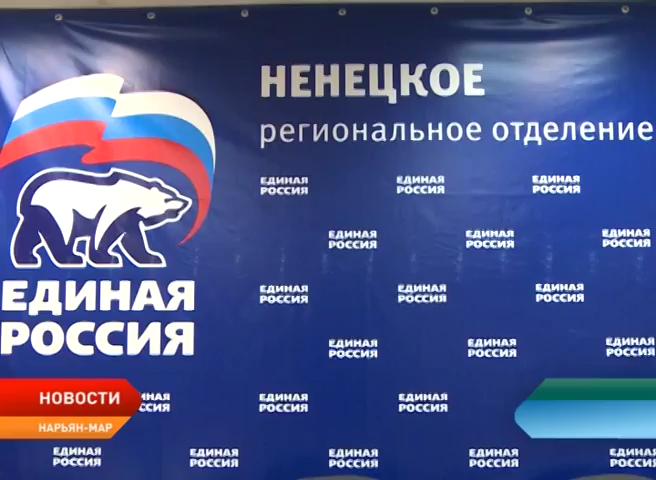 НЕНЕЦКОЕ
региональное отделение
ЕДИНАЯ
РОССИЯ
ЕДИНАЯ РОССИЯ ЕДИНАЯ РОССИЯ ЕДИНАЯ РОССИЯ
ЕДИНАЯ РОССИЯ ЕДИНАЯ РОССИЯ ЕДИНАЯ РОССИЯ
ЕДИНАЯ РОССИЯ ЕДИНАЯ РОССИЯ ЕДИНАЯ РОССИЯ
ЕДИНАЯ РОССИЯ ЕДИНАЯ РОССИЯ ЕДИНАЯ РОССИЯ
НОВОСТИ
НАРЬЯН-МАР
ЕДИНАЯ РОССИЯ ЕДИНАЯ РОССИЯ
ЕДИНАЯ РОССИЯ ЕДИНАЯ РОССИЯ ЕДИНАЯ РОССИЯ ЕДИНАЯ РОССИЯ ЕДИНАЯ РОССИЯ